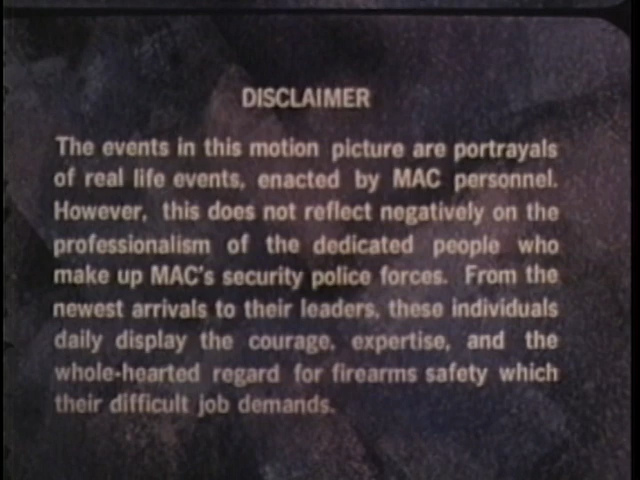 DISCLAIMER
The events in this motion picture are portrayals
of real life events, enacted by MAC personnel.
However, this does not reflect negatively on the
professionalism of the dedicated people who
make up MAC's security police forces. From the
newest arrivals to their leaders, these individuals
daily display the courage, expertise, and the
whole-hearted regard for firearms safety which
their difficult job demands.